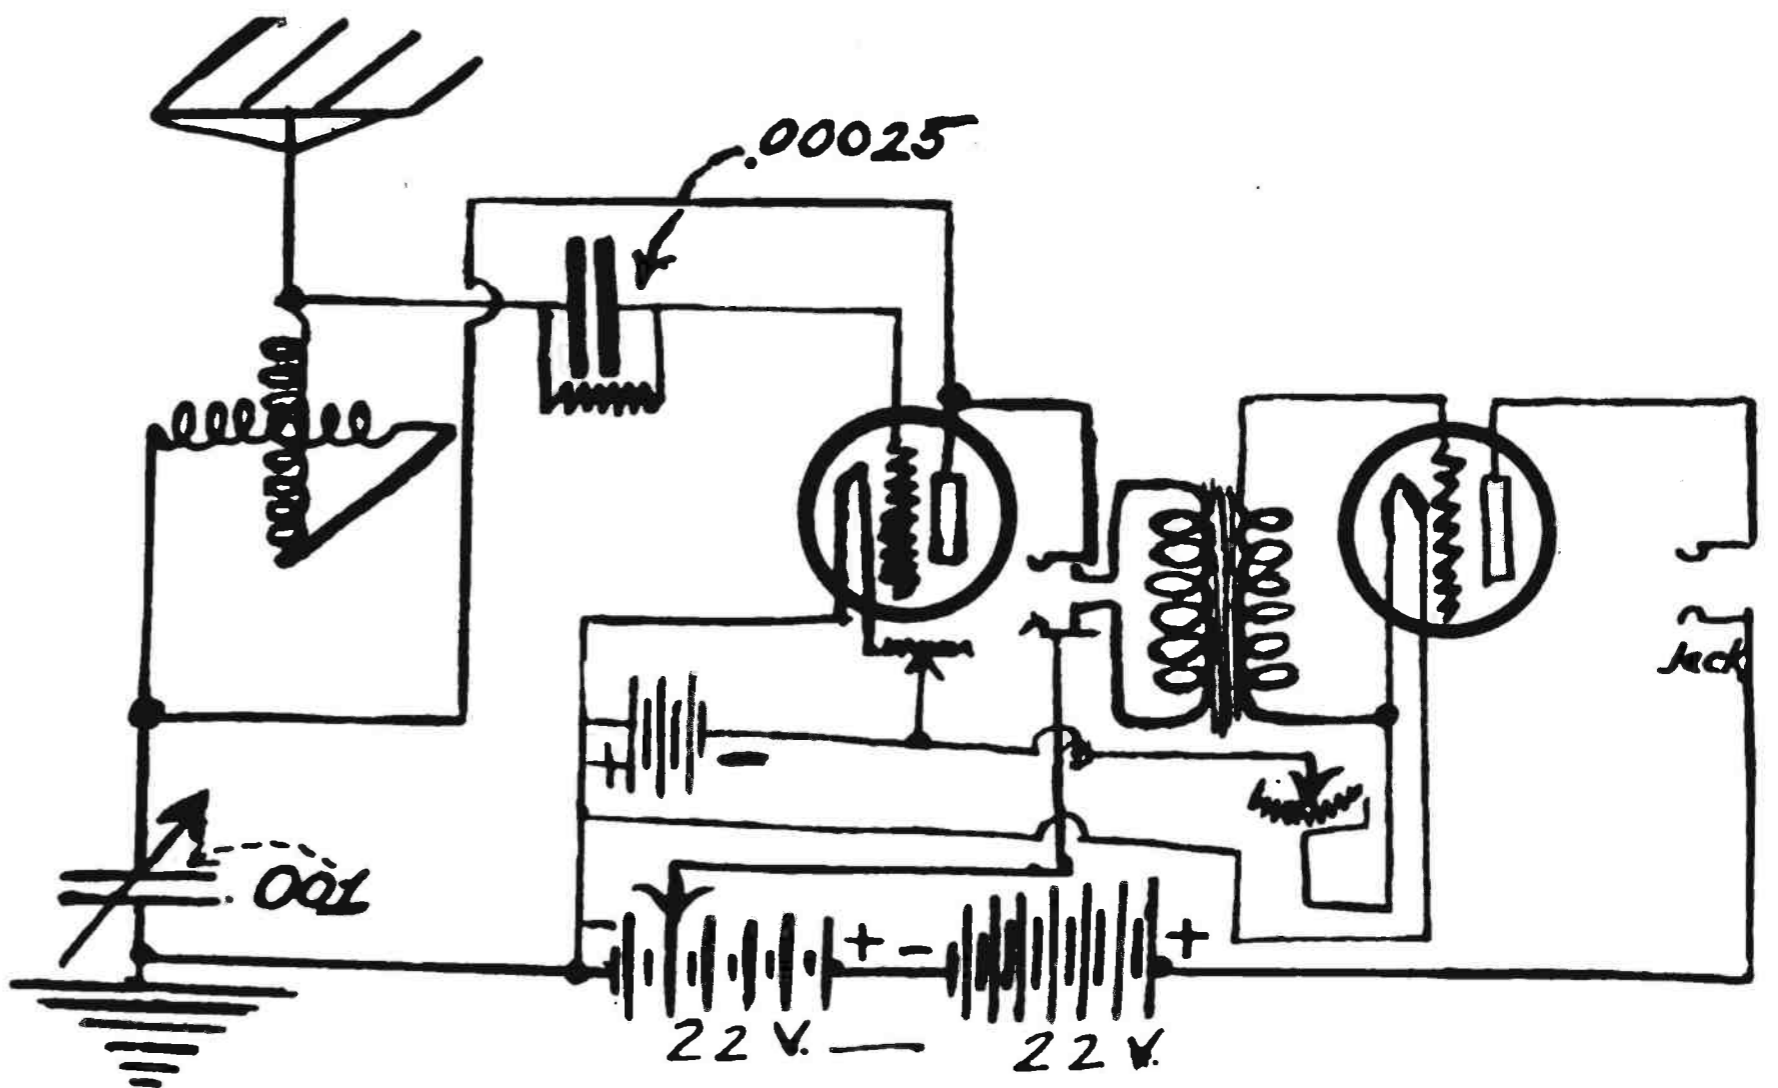 .00025
Jack
.001
+
-
+ - +
22 V. — 22 V.